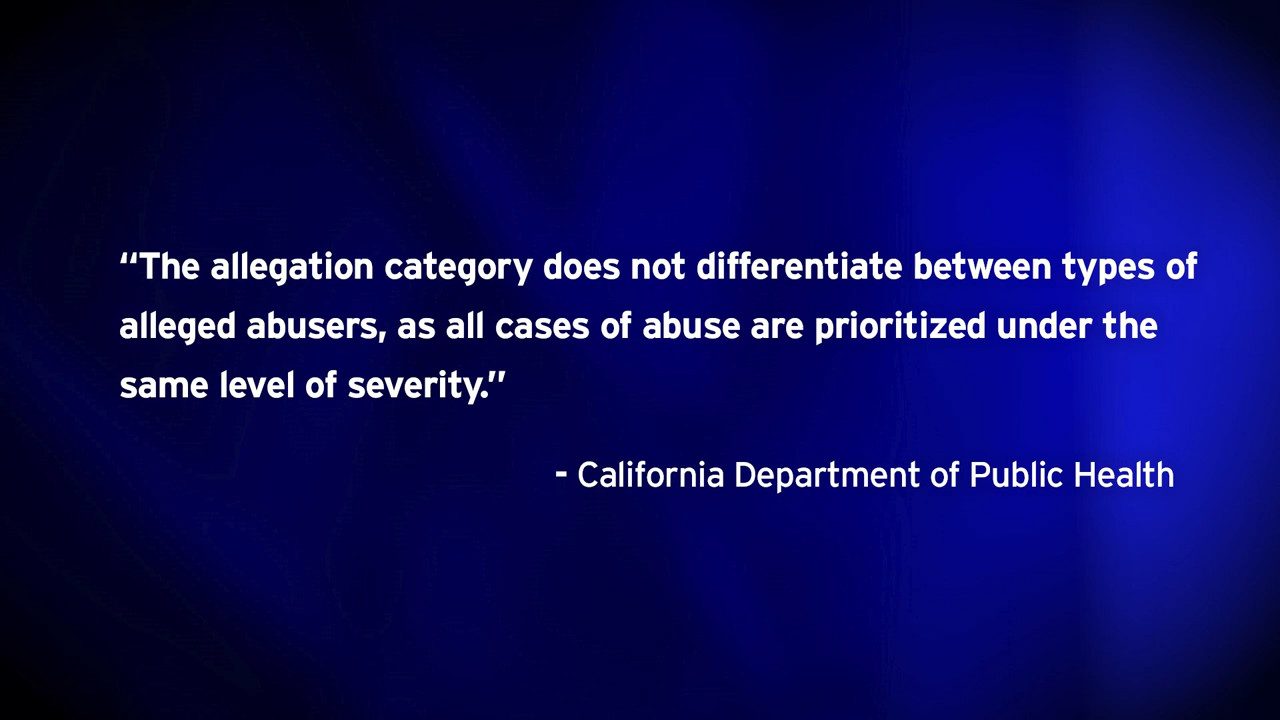 “The allegation category does not differentiate between types of
alleged abusers, as all cases of abuse are prioritized under the
same level of severity.”
- California Department of Public Health